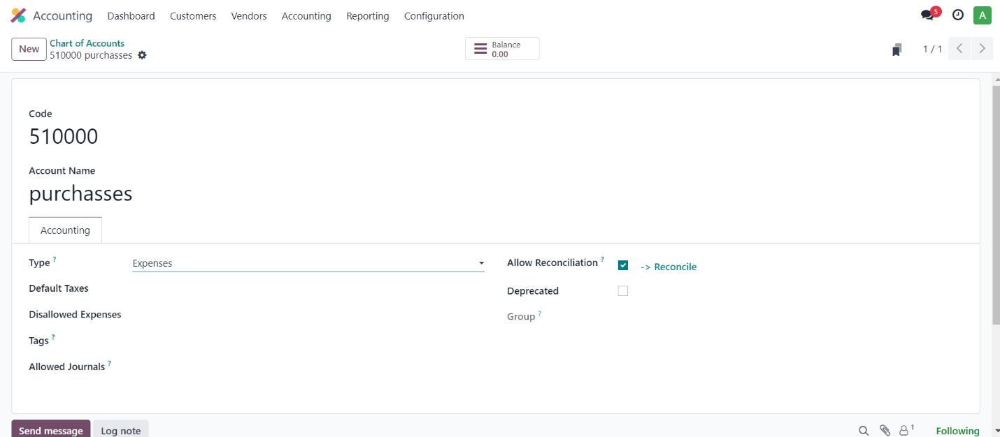 Accounting Dashboard Customers Vendors Accounting Reporting Configuration 5 A
New Chart of Accounts Balance 1 / 1
510000 purchasses 0.00
Code
510000
Account Name
purchasses
Accounting
Type ? Expenses Allow Reconciliation ? -> Reconcile
Default Taxes Deprecated
Disallowed Expenses Group ?
Tags ?
Allowed Journals ?
Send message Log note 1 Following